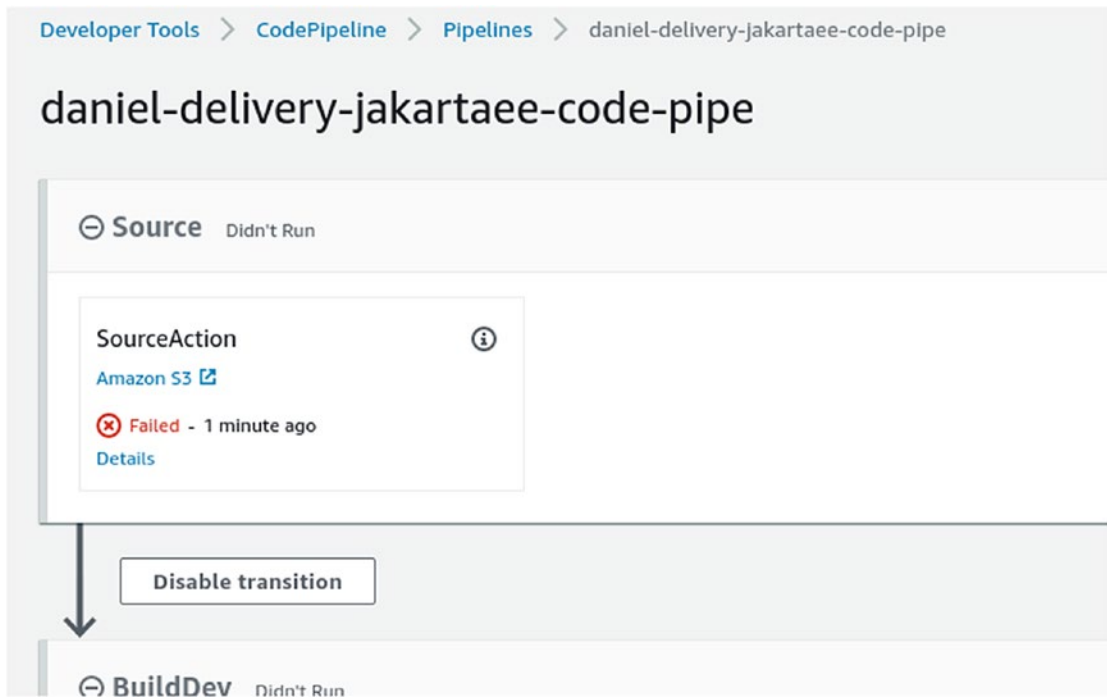 Developer Tools > CodePipeline > Pipelines > daniel-delivery-jakartaee-code-pipe
daniel-delivery-jakartaee-code-pipe
Source Didn't Run
SourceAction
Amazon S3
Failed - 1 minute ago
Details
Disable transition
BuildDev Didn't Run